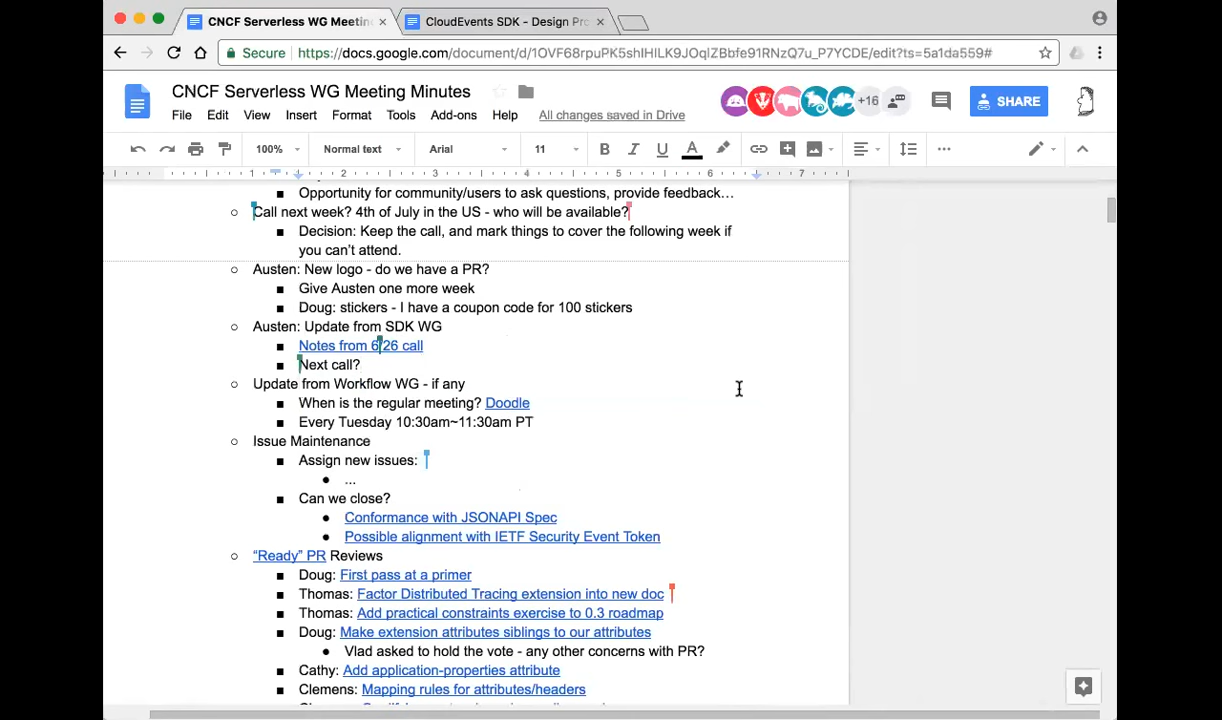 CNCF Serverless WG Meetin
CloudEvents SDK - Design Pro
Secure
https://docs.google.com/document/d/1OVF68rpuPK5shIHILK9JOqlZBbfe91RNzQ7u_P7YCDE/edit?ts=5a1da559#
CNCF Serverless WG Meeting Minutes
+16
SHARE
File Edit View Insert Format Tools Add-ons Help All changes saved in Drive
100% Normal text Arial 11
1 2 3 4 5 6 7
Opportunity for community/users to ask questions, provide feedback…
Call next week? 4th of July in the US - who will be available?
Decision: Keep the call, and mark things to cover the following week if
you can't attend.
Austen: New logo - do we have a PR?
Give Austen one more week
Doug: stickers - I have a coupon code for 100 stickers
Austen: Update from SDK WG
Notes from 6/26 call
Next call?
Update from Workflow WG - if any
When is the regular meeting? Doodle
Every Tuesday 10:30am~11:30am PT
Issue Maintenance
Assign new issues:
...
Can we close?
Conformance with JSONAPI Spec
Possible alignment with IETF Security Event Token
“Ready” PR Reviews
Doug: First pass at a primer
Thomas: Factor Distributed Tracing extension into new doc
Thomas: Add practical constraints exercise to 0.3 roadmap
Doug: Make extension attributes siblings to our attributes
Vlad asked to hold the vote - any other concerns with PR?
Cathy: Add application-properties attribute
Clemens: Mapping rules for attributes/headers